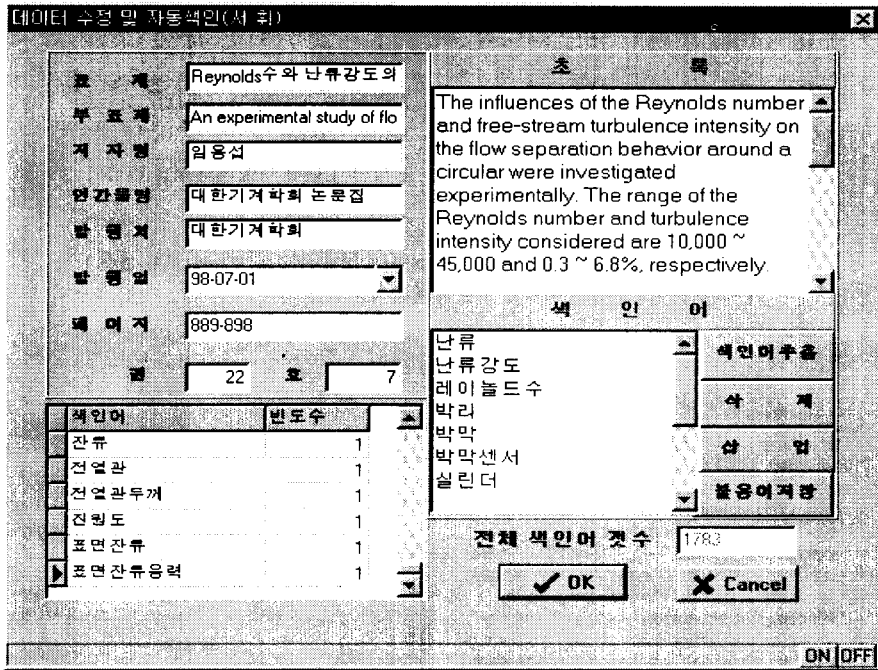 데이터 수정 및 자동색인(서 휘)
표 제 Reynolds수와 난류강도의
부 표 제 An experimental study of flo
저 자 명 임용섭
연간물명 대한기계학회 논문집
발 행 처 대한기계학회
발 행 일 98-07-01
페 이 지 889-898
권 22 호 7
색인어 빈도수
잔류 1
전열관 1
전열관두께 1
진원도 1
표면잔류 1
표면잔류응력 1
초 록
The influences of the Reynolds number
and free-stream turbulence intensity on
the flow separation behavior around a
circular were investigated
experimentally. The range of the
Reynolds number and turbulence
intensity considered are 10,000 ~
45,000 and 0.3 ~ 6.8%, respectively.
색 인 어
난류
난류강도
레이놀드수
박리
박막
박막센서
실린더
색인어추출
삭 제
삽 입
불용어저장
전체 색인어 갯수 1783
OK Cancel
ON OFF